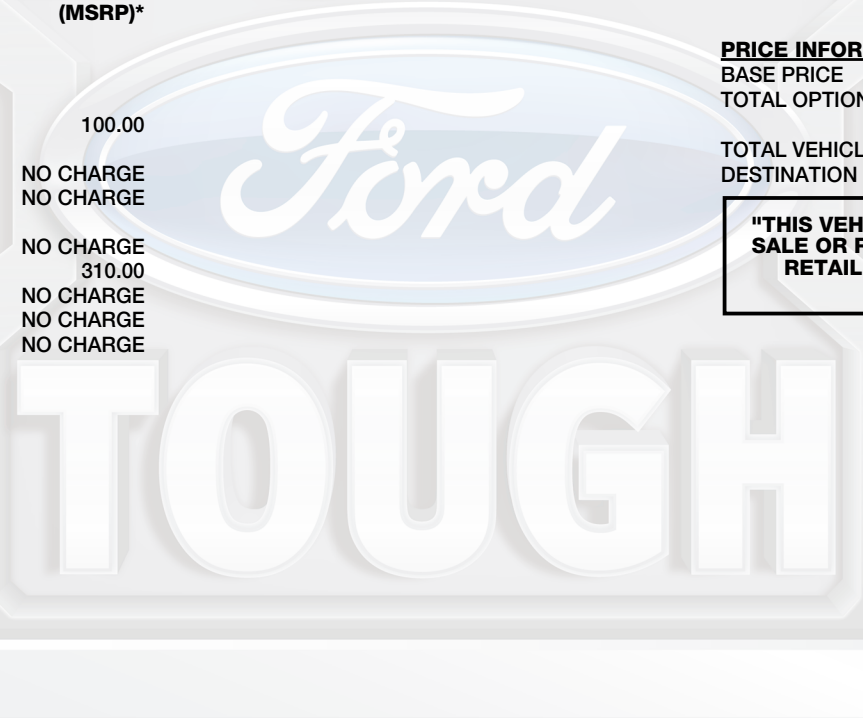 (MSRP)*
100.00
NO CHARGE
NO CHARGE
NO CHARGE
310.00
NO CHARGE
NO CHARGE
NO CHARGE
PRICE INFOR
BASE PRICE
TOTAL OPTION
TOTAL VEHICL
DESTINATION
"THIS VEH
SALE OR F
RETAIL
Ford
TOUGH